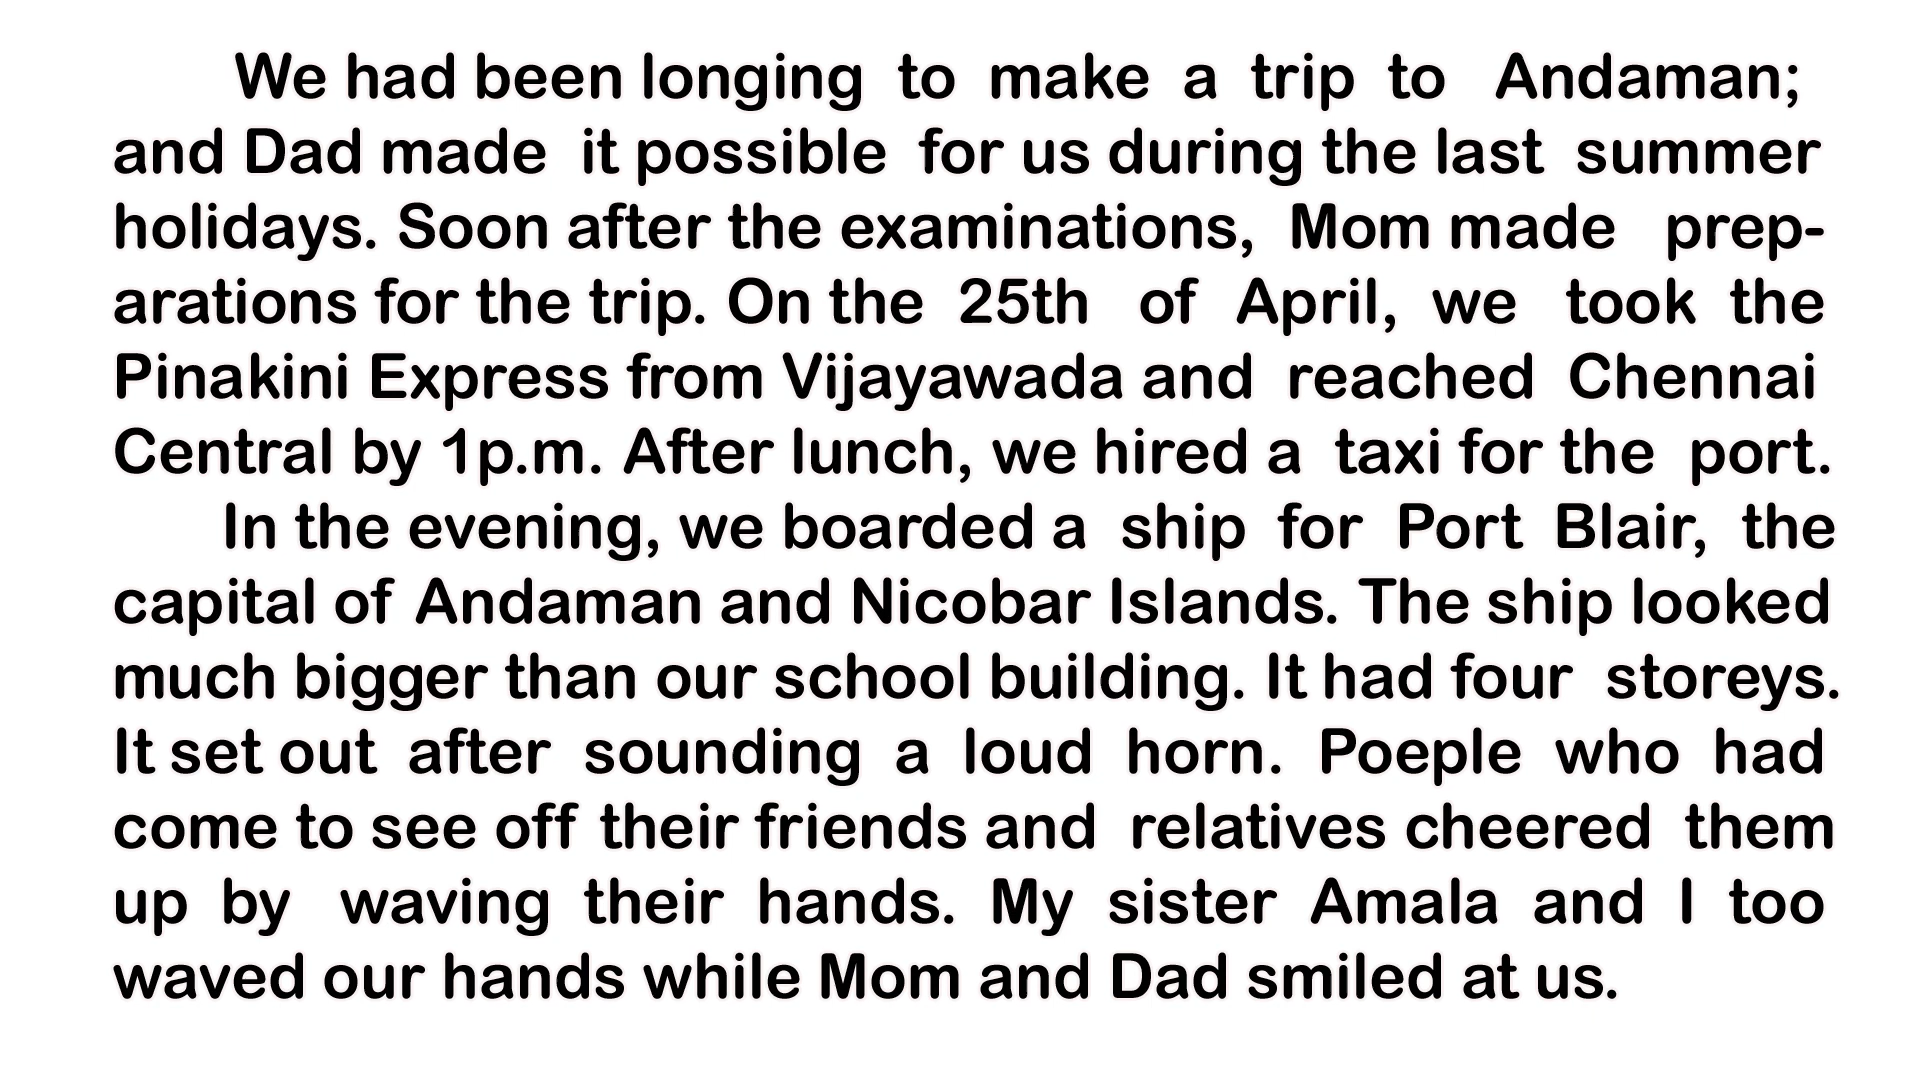 We had been longing to make a trip to Andaman;
and Dad made it possible for us during the last summer
holidays. Soon after the examinations, Mom made prep-
arations for the trip. On the 25th of April, we took the
Pinakini Express from Vijayawada and reached Chennai
Central by 1p.m. After lunch, we hired a taxi for the port.
In the evening, we boarded a ship for Port Blair, the
capital of Andaman and Nicobar Islands. The ship looked
much bigger than our school building. It had four storeys.
It set out after sounding a loud horn. Poeple who had
come to see off their friends and relatives cheered them
up by waving their hands. My sister Amala and I too
waved our hands while Mom and Dad smiled at us.